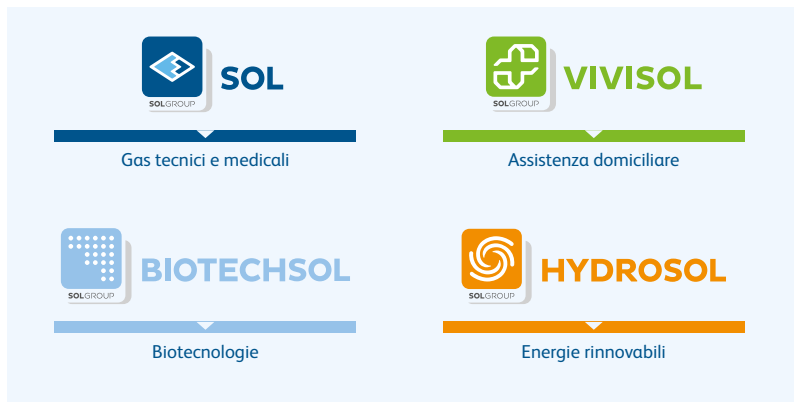 SOLGROUP
SOL
Gas tecnici e medicali
SOLGROUP
VIVISOL
Assistenza domiciliare
SOLGROUP
BIOTECHSOL
Biotecnologie
SOLGROUP
HYDROSOL
Energie rinnovabili